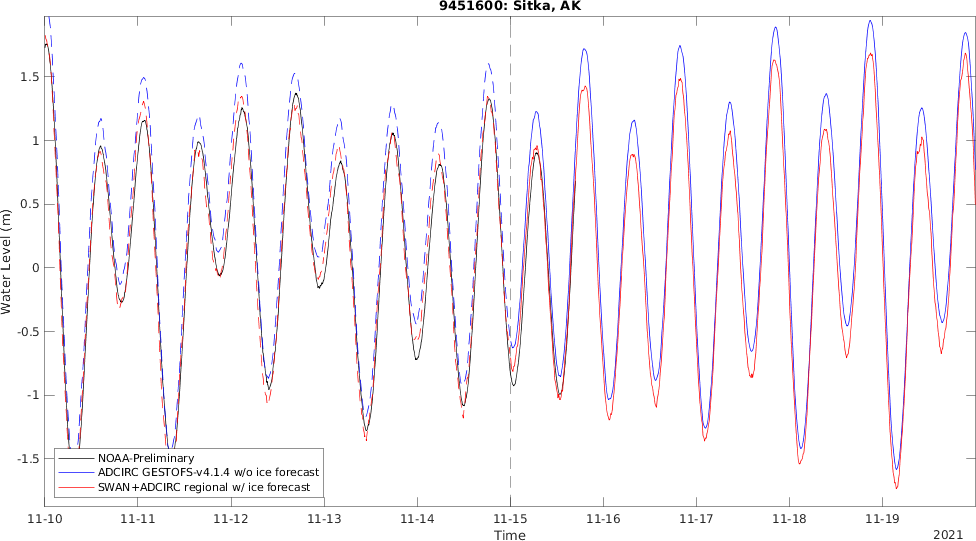 9451600: Sitka, AK
Water Level (m)
1.5
1
0.5
0
-0.5
-1
-1.5
NOAA-Preliminary
ADCIRC GESTOFS-v4.1.4 w/o ice forecast
SWAN+ADCIRC regional w/ ice forecast
11-10 11-11 11-12 11-13 11-14 11-15 11-16 11-17 11-18 11-19
Time
2021